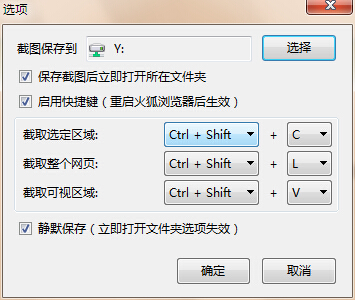 选项
截图保存到 Y: 选择
保存截图后立即打开所在文件夹
启用快捷键（重启火狐浏览器后生效）
截取选定区域: Ctrl + Shift + C
截取整个网页: Ctrl + Shift + L
截取可视区域: Ctrl + Shift + V
静默保存（立即打开文件夹选项失效）
确定 取消